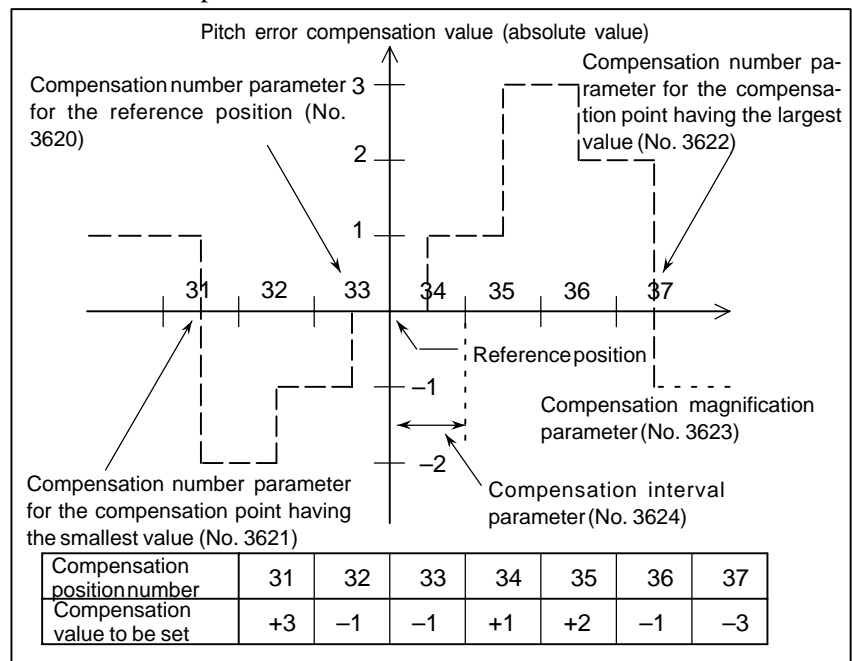 Pitch error compensation value (absolute value)
Compensation number parameter
for the reference position (No.
3620)
Compensation number pa-
rameter for the compensa-
tion point having the largest
value (No. 3622)
3
2
1
31 32 33 34 35 36 37
Reference position
–1
–2
Compensation magnification
parameter (No. 3623)
Compensation interval
parameter (No. 3624)
Compensation number parameter
for the compensation point having
the smallest value (No. 3621)
Compensation
position number
31 32 33 34 35 36 37
Compensation
value to be set
+3 –1 –1 +1 +2 –1 –3